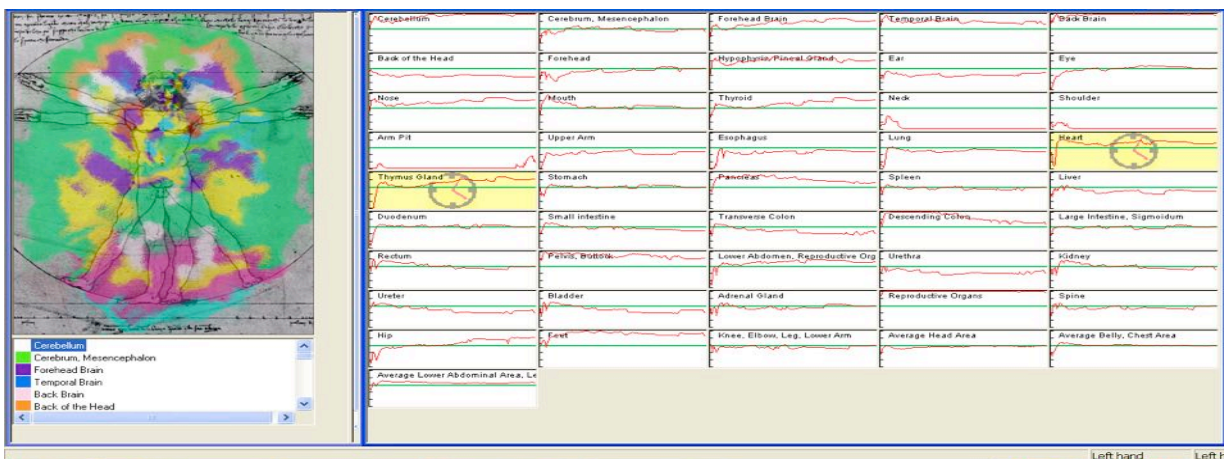 Cerebellum
Cerebrum, Mesencephalon
Forehead Brain
Temporal Brain
Back Brain
Back of the Head
Forehead
Hypophysis/Pineal Gland
Ear
Eye
Nose
Mouth
Thyroid
Neck
Shoulder
Arm Pit
Upper Arm
Esophagus
Lung
Heart
Thymus Gland
Stomach
Pancreas
Spleen
Liver
Duodenum
Small intestine
Transverse Colon
Descending Colon
Large Intestine, Sigmoidum
Rectum
Pelvis, Buttock
Lower Abdomen, Reproductive Org
Urethra
Kidney
Ureter
Bladder
Adrenal Gland
Reproductive Organs
Spine
Hip
Feet
Knee, Elbow, Leg, Lower Arm
Average Head Area
Average Belly, Chest Area
Average Lower Abdominal Area, Le
Cerebellum
Cerebrum, Mesencephalon
Forehead Brain
Temporal Brain
Back Brain
Back of the Head
Left hand
Left h